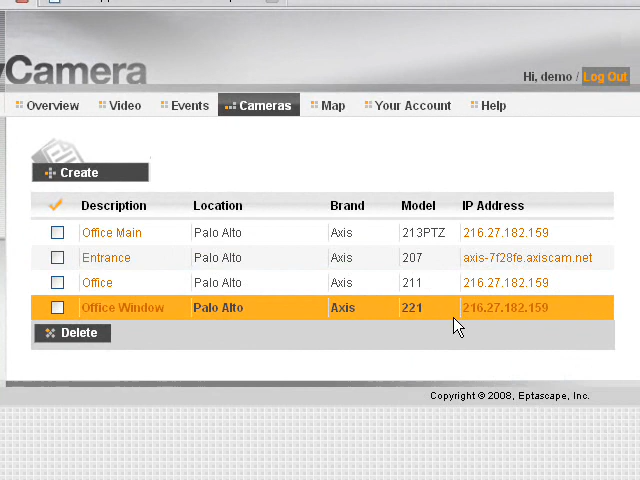 Camera
Hi, demo / Log Out
Overview Video Events Cameras Map Your Account Help
Create
Description Location Brand Model IP Address
Office Main Palo Alto Axis 213PTZ 216.27.182.159
Entrance Palo Alto Axis 207 axis-7f28fe.axiscam.net
Office Palo Alto Axis 211 216.27.182.159
Office Window Palo Alto Axis 221 216.27.182.159
Delete
Copyright © 2008, Eptascape, Inc.